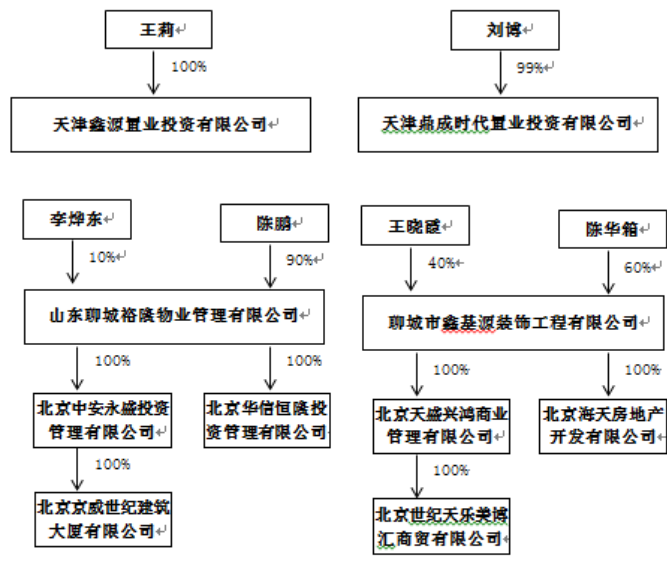 王莉
刘博
100%
99%
天津鑫源置业投资有限公司
天津鼎成时代置业投资有限公司
李烨东
陈鹏
王晓霞
陈华箱
10%
90%
40%
60%
山东聊城裕隆物业管理有限公司
聊城市鑫基源装饰工程有限公司
100%
100%
100%
100%
北京中安永盛投资
管理有限公司
北京华信恒隆投
资管理有限公司
北京天盛兴鸿商业
管理有限公司
北京海天房地产
开发有限公司
100%
100%
北京京威世纪建筑
大厦有限公司
北京世纪天乐美博
汇商贸有限公司